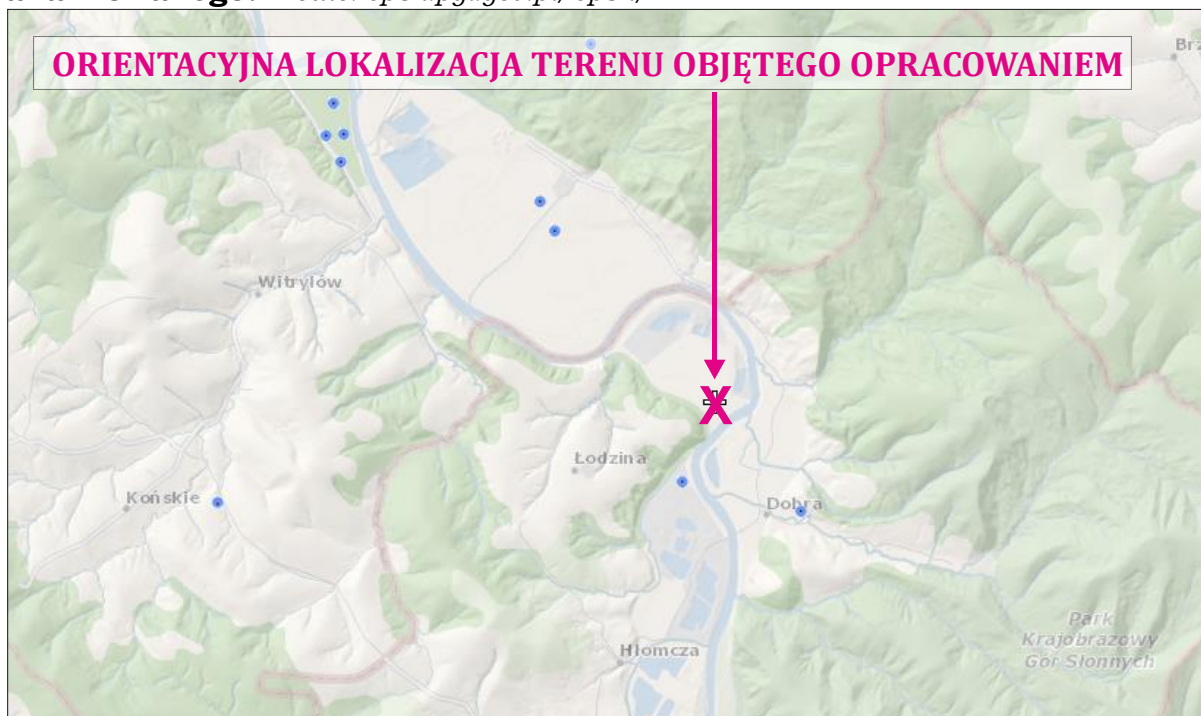 ORIENTACYJNA LOKALIZACJA TERENU OBJĘTEGO OPRACOWANIEM
Witryłów
X
Łodzina
Końskie
Dobra
Park
Krajobrazowy
Gór Słonnych
Hłomcza